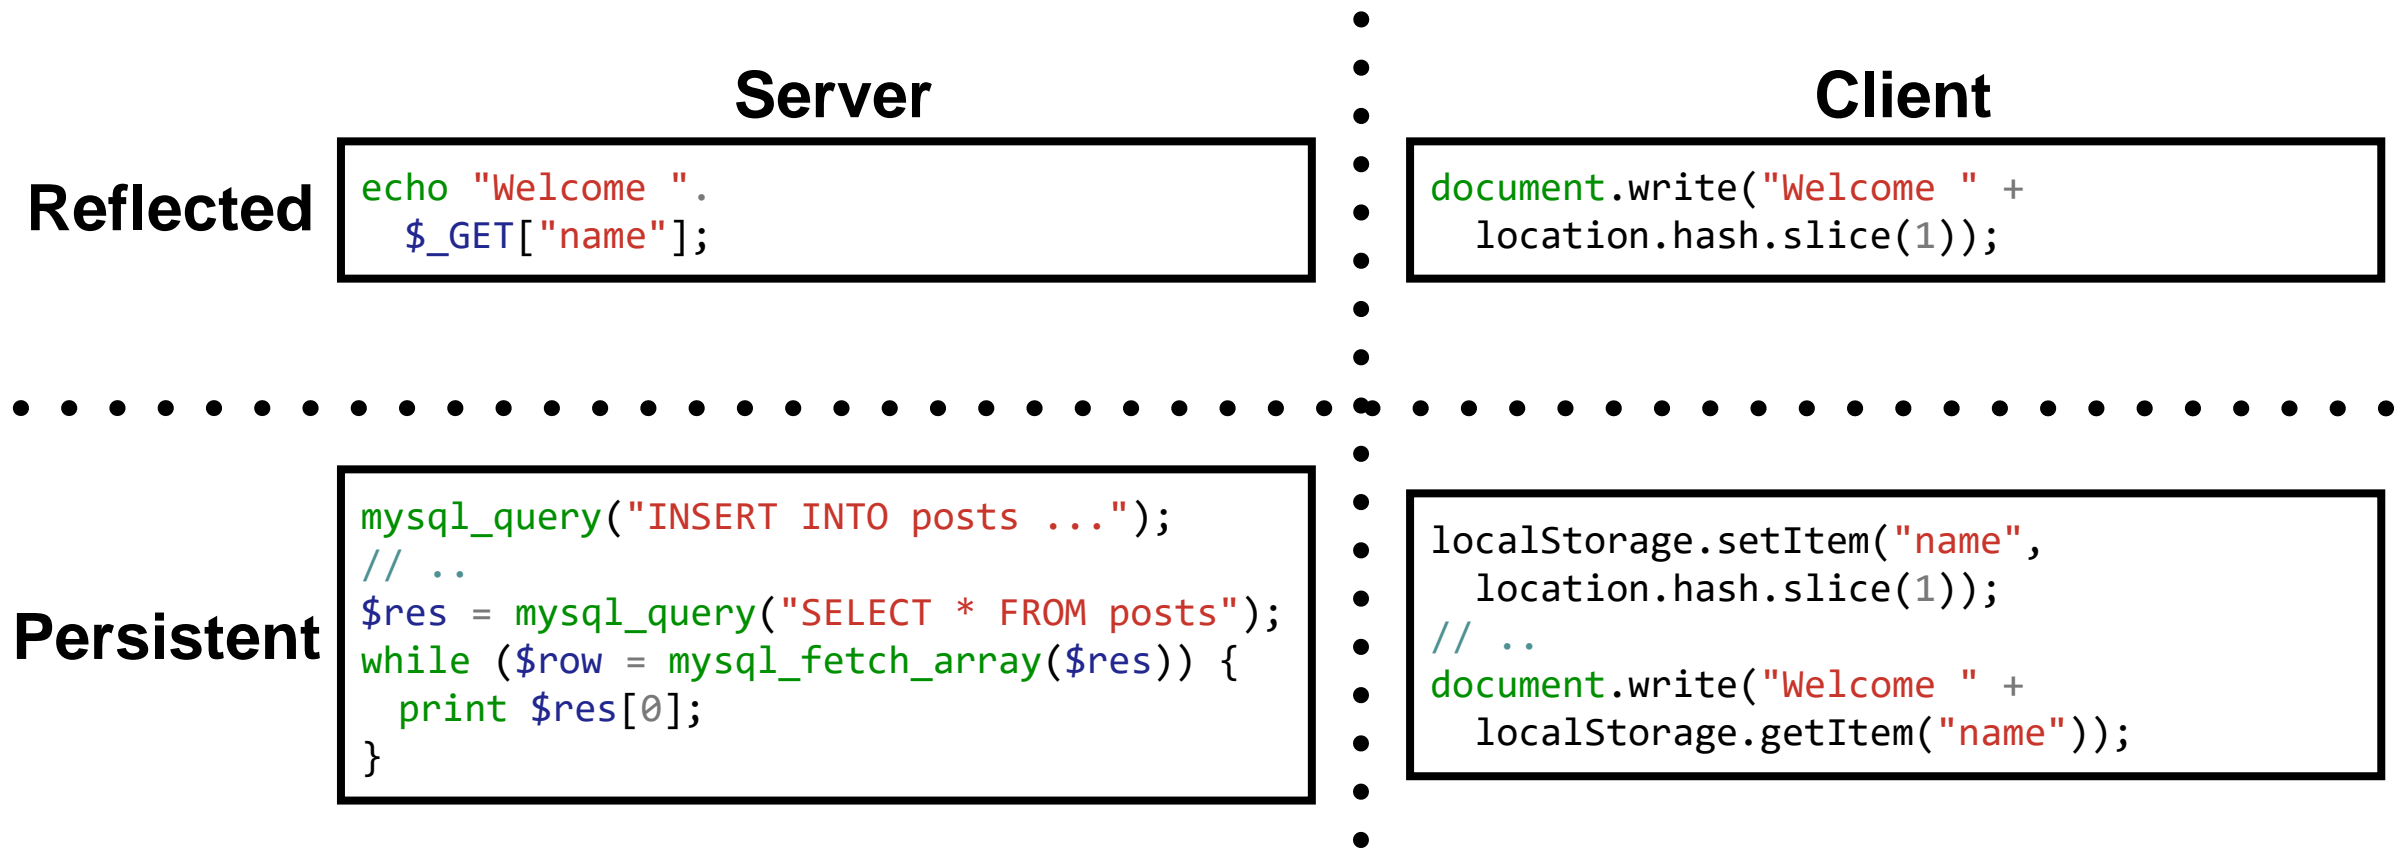 Server
Client
Reflected
echo "Welcome ".
  $_GET["name"];
document.write("Welcome " +
  location.hash.slice(1));
Persistent
mysql_query("INSERT INTO posts ...");
// ..
$res = mysql_query("SELECT * FROM posts");
while ($row = mysql_fetch_array($res)) {
  print $res[0];
}
localStorage.setItem("name",
  location.hash.slice(1));
// ..
document.write("Welcome " +
  localStorage.getItem("name"));